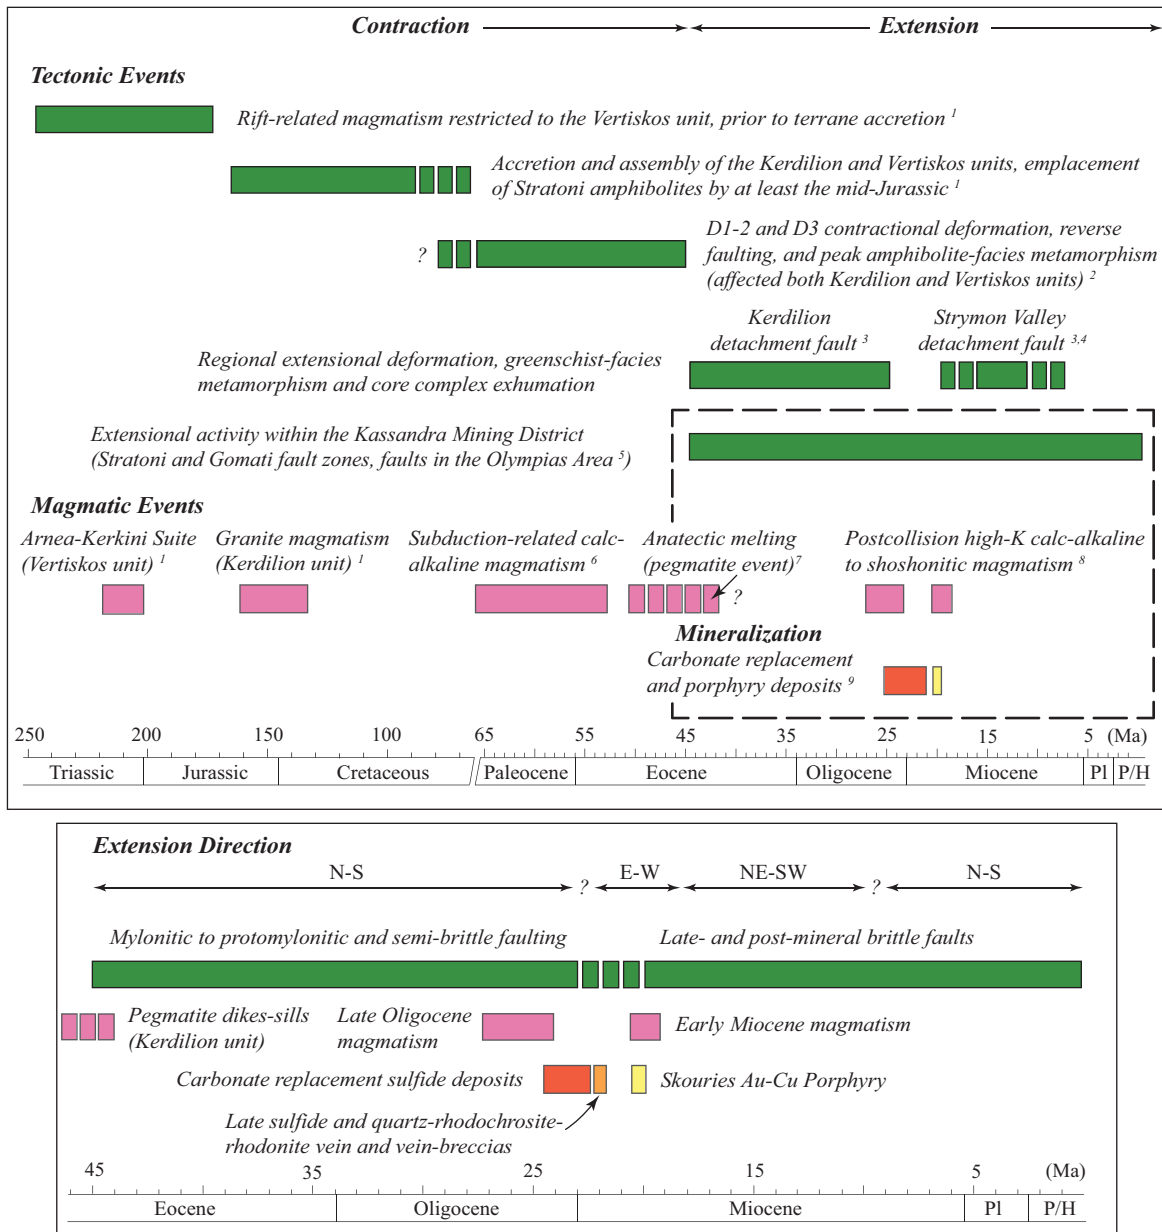 Contraction
Extension
Tectonic Events
Rift-related magmatism restricted to the Vertiskos unit, prior to terrane accretion 1
Accretion and assembly of the Kerdilion and Vertiskos units, emplacement
of Stratoni amphibolites by at least the mid-Jurassic 1
D1-2 and D3 contractional deformation, reverse
faulting, and peak amphibolite-facies metamorphism
(affected both Kerdilion and Vertiskos units) 2
?
Kerdilion
detachment fault 3
Strymon Valley
detachment fault 3,4
Regional extensional deformation, greenschist-facies
metamorphism and core complex exhumation
Extensional activity within the Kassandra Mining District
(Stratoni and Gomati fault zones, faults in the Olympias Area 5)
Magmatic Events
Arnea-Kerkini Suite
(Vertiskos unit) 1
Granite magmatism
(Kerdilion unit) 1
Subduction-related calc-
alkaline magmatism 6
Anatectic melting
(pegmatite event)7
?
Postcollision high-K calc-alkaline
to shoshonitic magmatism 8
Mineralization
Carbonate replacement
and porphyry deposits 9
250 200 150 100 65 55 45 35 25 15 5 (Ma)
Triassic Jurassic Cretaceous Paleocene Eocene Oligocene Miocene Pl P/H
Extension Direction
N-S ? E-W NE-SW ? N-S
Mylonitic to protomylonitic and semi-brittle faulting
Late- and post-mineral brittle faults
Pegmatite dikes-sills
(Kerdilion unit)
Late Oligocene
magmatism
Early Miocene magmatism
Carbonate replacement sulfide deposits
Skouries Au-Cu Porphyry
Late sulfide and quartz-rhodochrosite-
rhodonite vein and vein-breccias
45 35 25 15 5 (Ma)
Eocene Oligocene Miocene Pl P/H